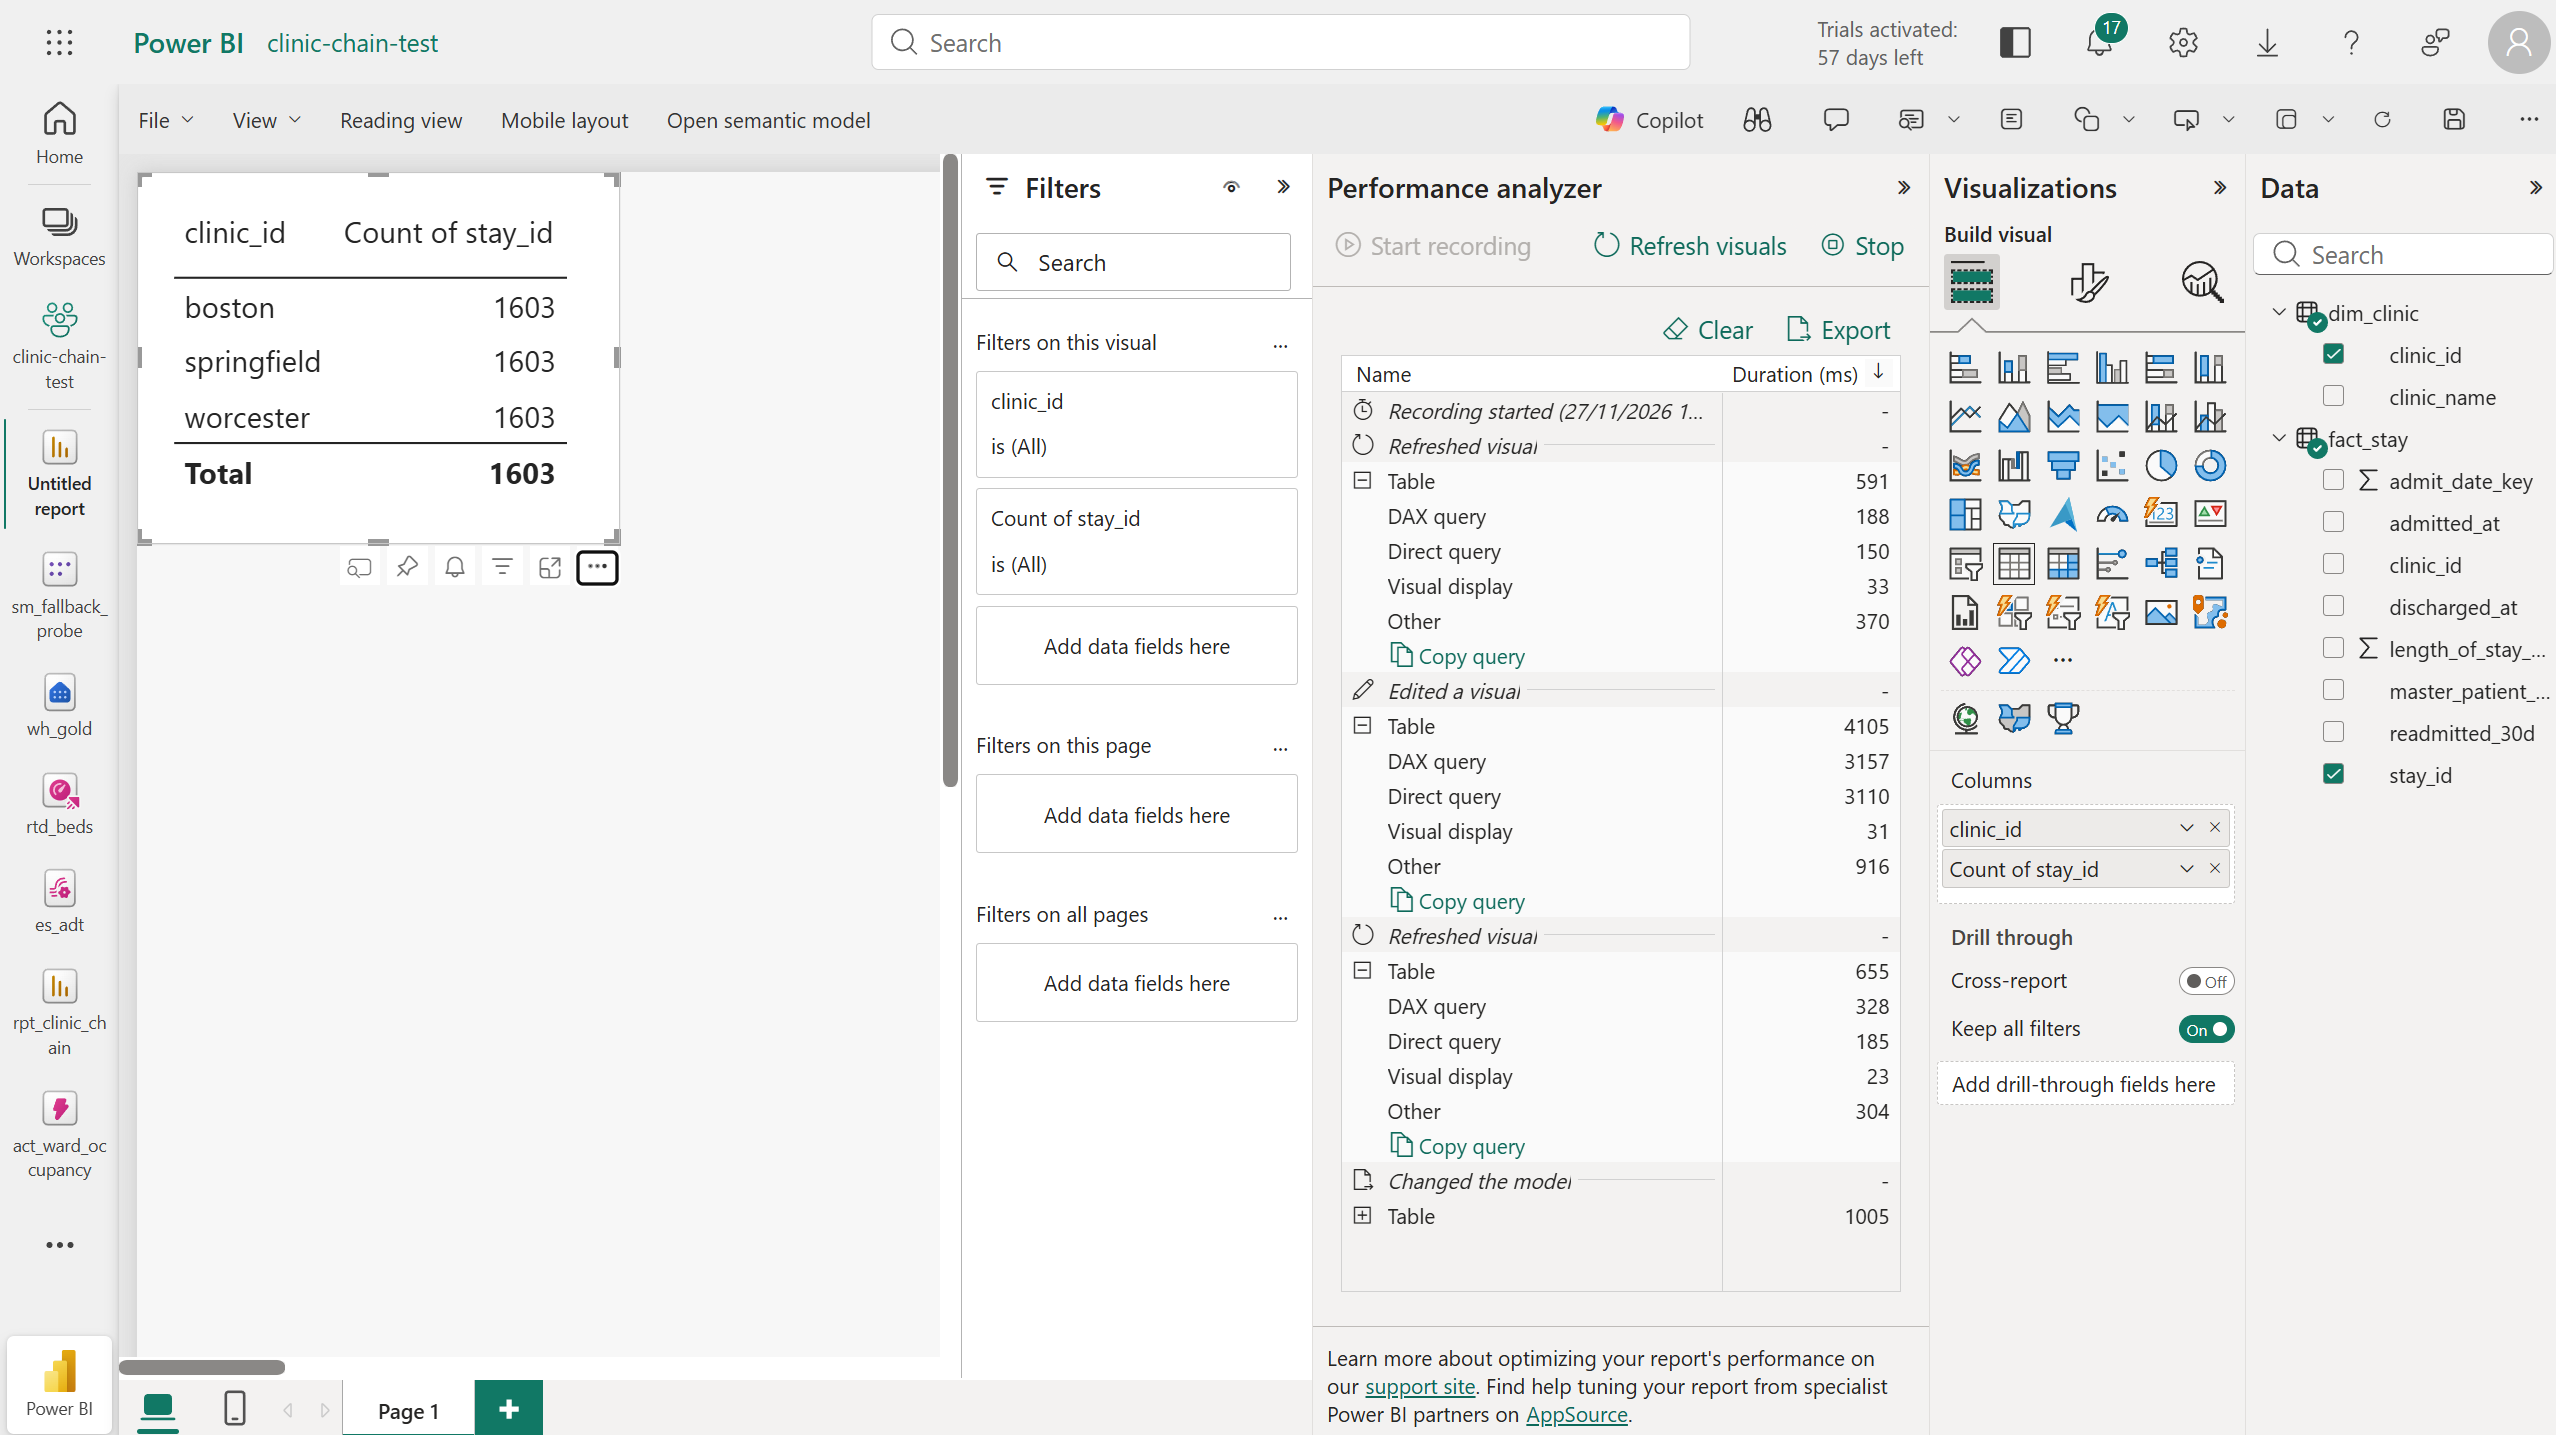 Power BI clinic-chain-test
Search
Trials activated:
57 days left
17
File View Reading view Mobile layout Open semantic model
Copilot
Home
Workspaces
clinic-chain-
test
Untitled
report
sm_fallback_
probe
wh_gold
rtd_beds
es_adt
rpt_clinic_ch
ain
act_ward_oc
cupancy
Power BI
clinic_id Count of stay_id
boston 1603
springfield 1603
worcester 1603
Total 1603
Page 1
Filters
Search
Filters on this visual ...
clinic_id
is (All)
Count of stay_id
is (All)
Add data fields here
Filters on this page ...
Add data fields here
Filters on all pages ...
Add data fields here
Performance analyzer
Start recording Refresh visuals Stop
Clear Export
Name Duration (ms)
Recording started (27/11/2026 1... -
Refreshed visual -
Table 591
DAX query 188
Direct query 150
Visual display 33
Other 370
Copy query
Edited a visual -
Table 4105
DAX query 3157
Direct query 3110
Visual display 31
Other 916
Copy query
Refreshed visual -
Table 655
DAX query 328
Direct query 185
Visual display 23
Other 304
Copy query
Changed the model -
Table 1005
Learn more about optimizing your report's performance on
our support site. Find help tuning your report from specialist
Power BI partners on AppSource.
Visualizations
Build visual
123
Columns
clinic_id
Count of stay_id
Drill through
Cross-report Off
Keep all filters On
Add drill-through fields here
Data
Search
dim_clinic
clinic_id
clinic_name
fact_stay
admit_date_key
admitted_at
clinic_id
discharged_at
length_of_stay_...
master_patient_...
readmitted_30d
stay_id